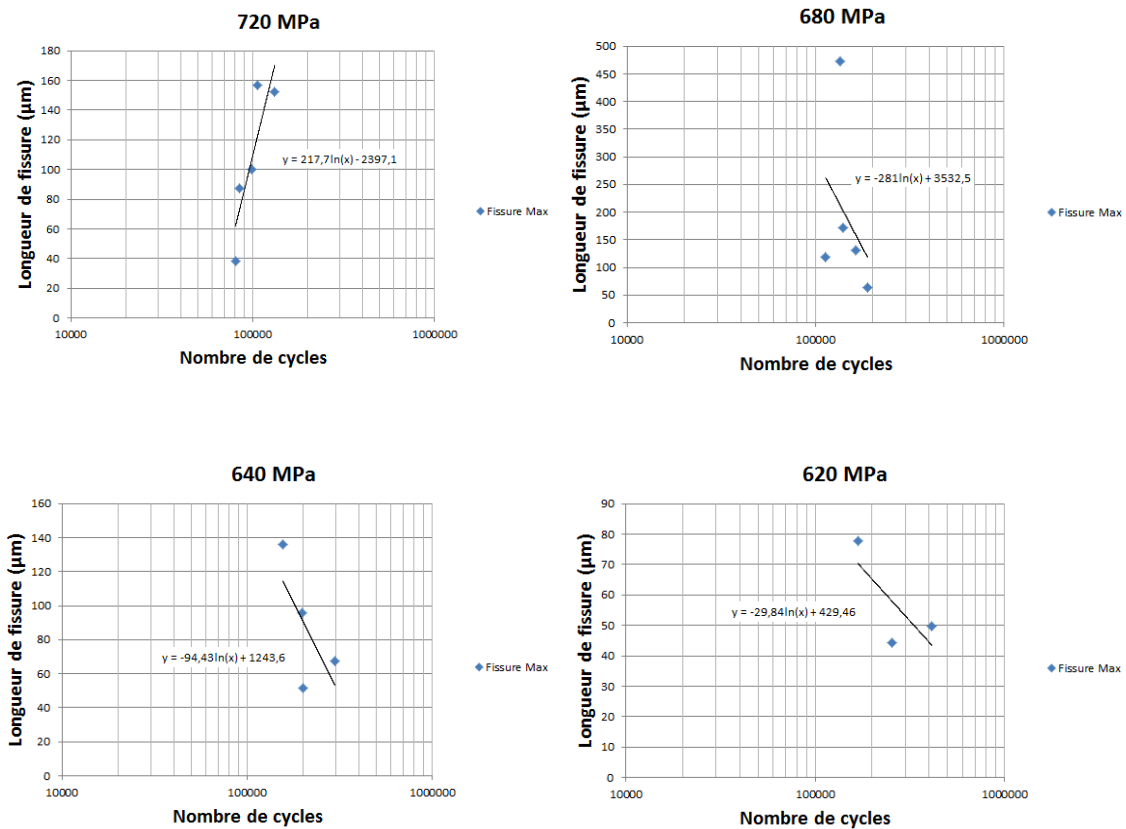 720 MPa
Longueur de fissure (µm)
180
160
140
120
100
80
60
40
20
0
y = 217,7ln(x) - 2397,1
Fissure Max
10000
100000
1000000
Nombre de cycles
680 MPa
Longueur de fissure (µm)
500
450
400
350
300
250
200
150
100
50
0
y = -281ln(x) + 3532,5
Fissure Max
10000
100000
1000000
Nombre de cycles
640 MPa
Longueur de fissure (µm)
160
140
120
100
80
60
40
20
0
y = -94,43ln(x) + 1243,6
Fissure Max
10000
100000
1000000
Nombre de cycles
620 MPa
Longueur de fissure (µm)
90
80
70
60
50
40
30
20
10
0
y = -29,84ln(x) + 429,46
Fissure Max
10000
100000
1000000
Nombre de cycles